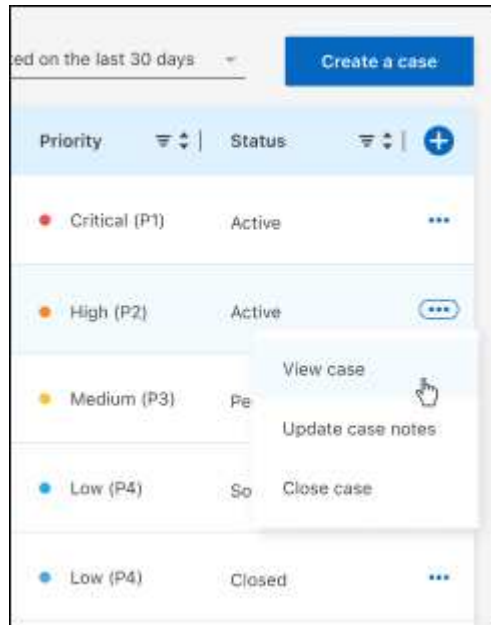 ed on the last 30 days
Create a case
Priority Status
Critical (P1) Active
High (P2) Active
View case
Medium (P3) Pe
Update case notes
Low (P4) So
Close case
Low (P4) Closed